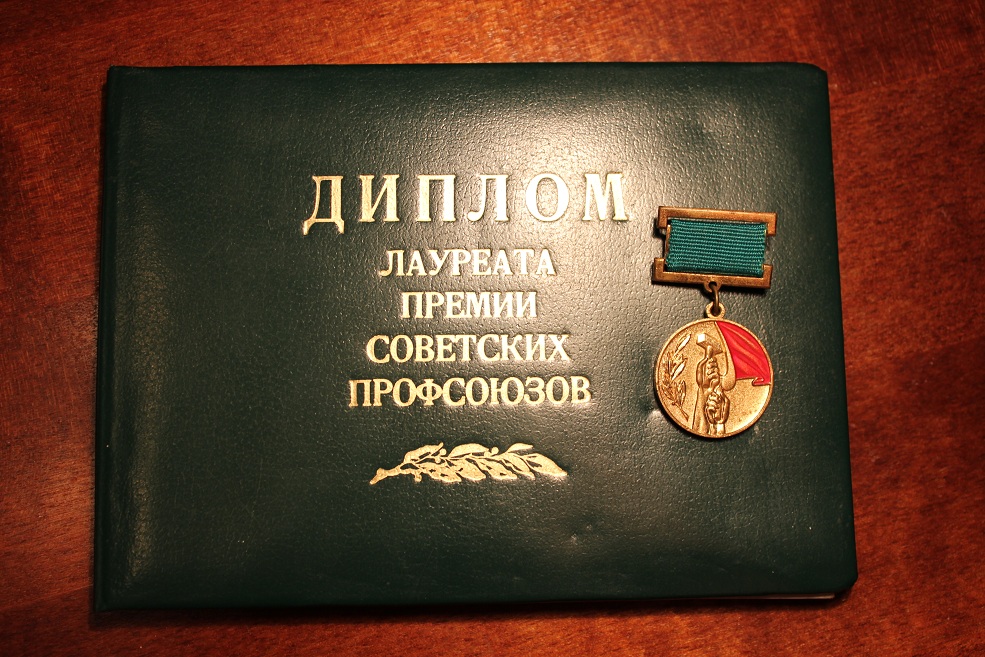 ДИПЛОМ
ЛАУРЕАТА
ПРЕМИИ
СОВЕТСКИХ
ПРОФСОЮЗОВ